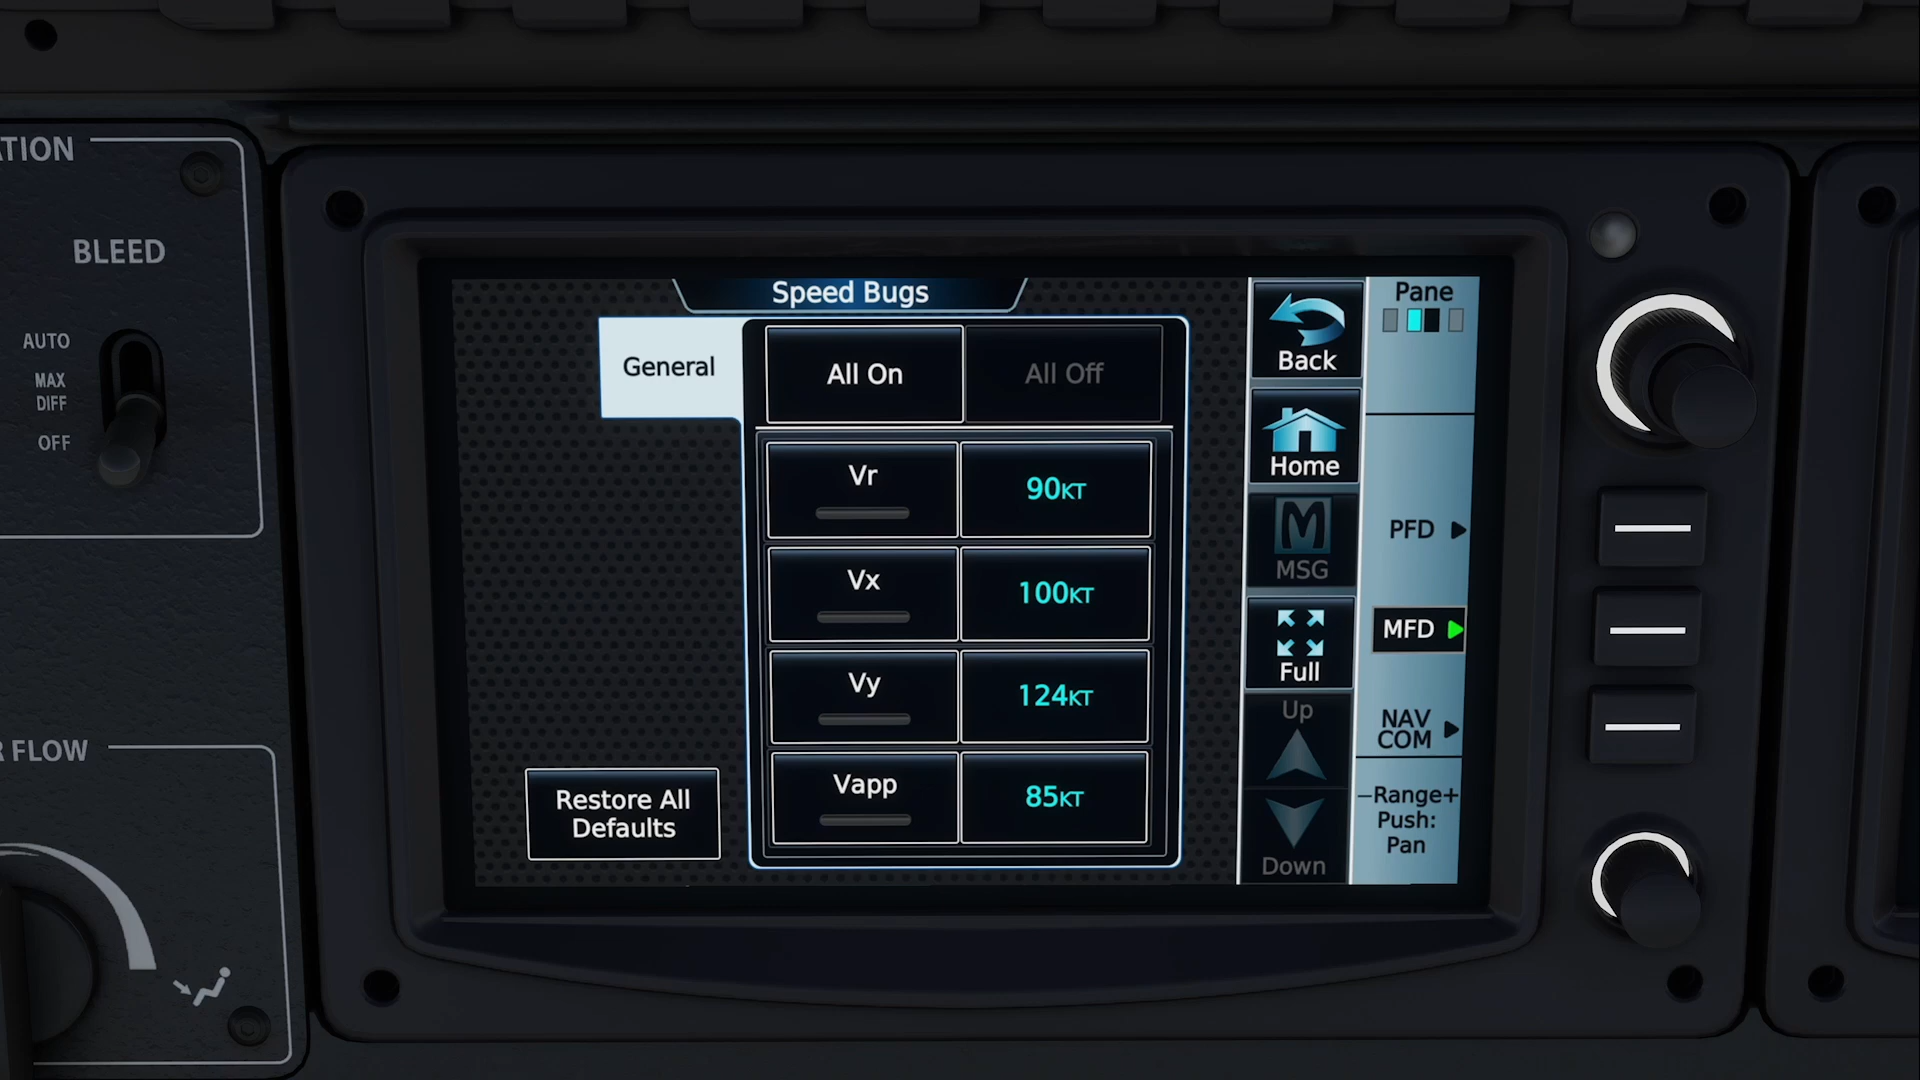 ATION
BLEED
AUTO
MAX
DIFF
OFF
R FLOW
Speed Bugs
General
All On
All Off
Vr
90KT
Vx
100KT
Vy
124KT
Vapp
85KT
Restore All
Defaults
Back
Home
MSG
Full
Up
Down
Pane
PFD
MFD
NAV
COM
–Range+
Push:
Pan